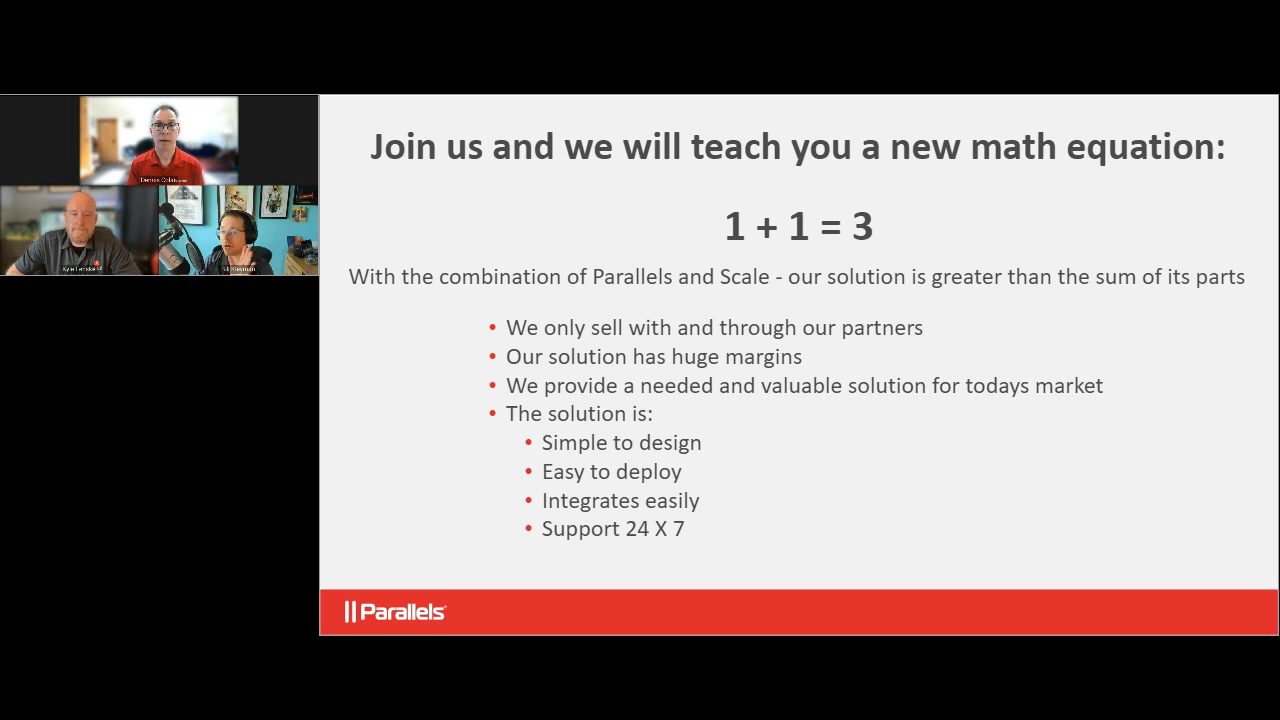 Join us and we will teach you a new math equation:
1 + 1 = 3
With the combination of Parallels and Scale - our solution is greater than the sum of its parts
• We only sell with and through our partners
• Our solution has huge margins
• We provide a needed and valuable solution for todays market
• The solution is:
• Simple to design
• Easy to deploy
• Integrates easily
• Support 24 X 7
Parallels
Dennis
Kyle